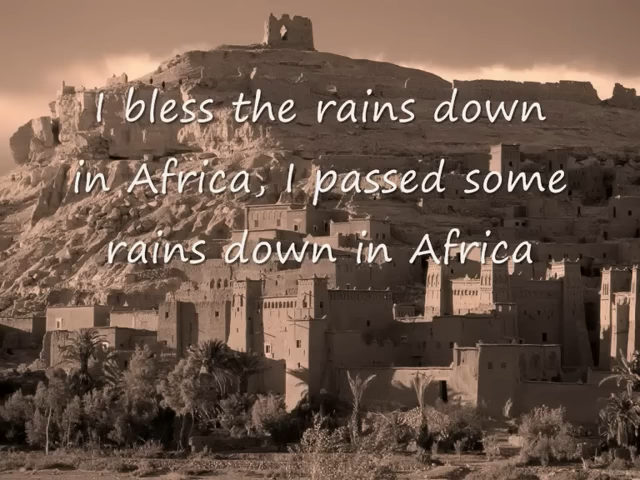 I bless the rains down
in Africa, I passed some
rains down in Africa